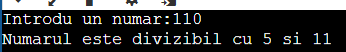 Introdu un numar:110
Numarul este divizibil cu 5 si 11